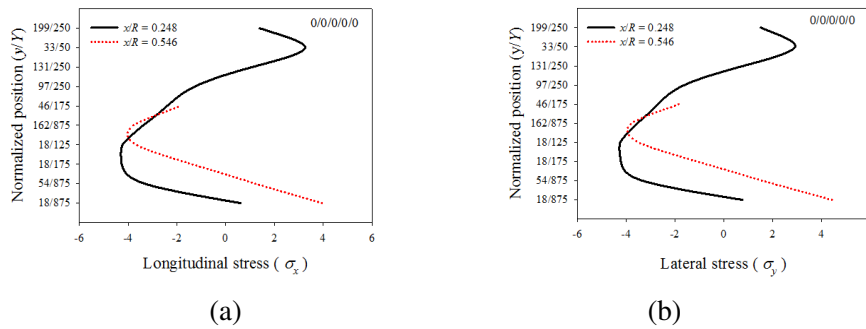 0/0/0/0/0
x/R = 0.248
x/R = 0.546
Normalized position (y/Y)
199/250
33/50
131/250
97/250
46/175
162/875
18/125
18/175
54/875
18/875
-6 -4 -2 0 2 4 6
Longitudinal stress ( σx )
(a)
0/0/0/0/0
x/R = 0.248
x/R = 0.546
Normalized position (y/Y)
199/250
33/50
131/250
97/250
46/175
162/875
18/125
18/175
54/875
18/875
-6 -4 -2 0 2 4
Lateral stress ( σy )
(b)